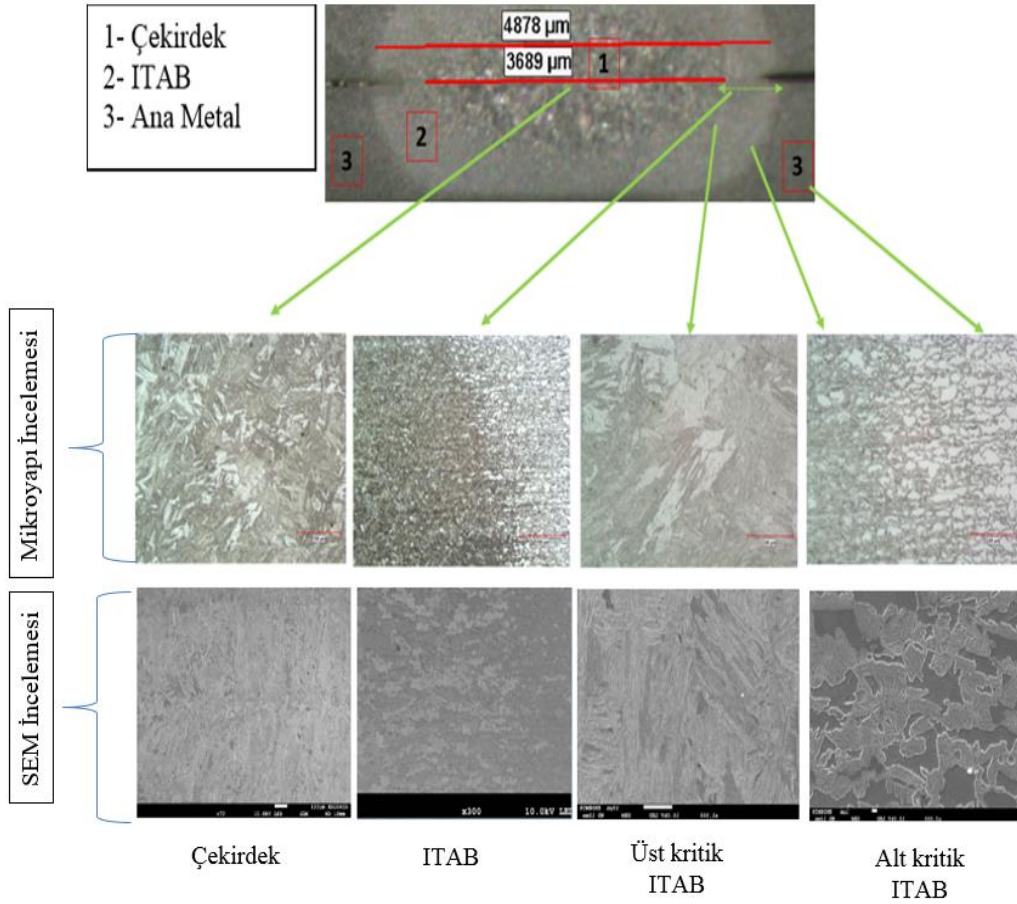 1- Çekirdek
2- ITAB
3- Ana Metal
4878 µm
3689 µm
1
2
3
3
Mikroyapı İncelemesi
SEM İncelemesi
x300 10.0kV LED
Çekirdek
ITAB
Üst kritik
ITAB
Alt kritik
ITAB